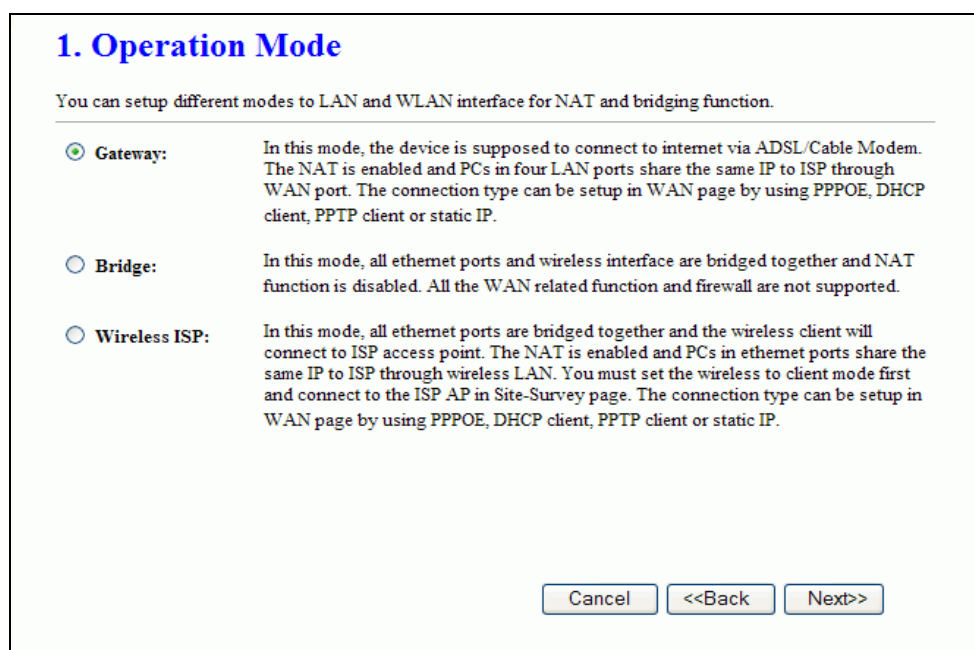 1. Operation Mode
You can setup different modes to LAN and WLAN interface for NAT and bridging function.
Gateway:
In this mode, the device is supposed to connect to internet via ADSL/Cable Modem.
The NAT is enabled and PCs in four LAN ports share the same IP to ISP through
WAN port. The connection type can be setup in WAN page by using PPPOE, DHCP
client, PPTP client or static IP.
Bridge:
In this mode, all ethernet ports and wireless interface are bridged together and NAT
function is disabled. All the WAN related function and firewall are not supported.
Wireless ISP:
In this mode, all ethernet ports are bridged together and the wireless client will
connect to ISP access point. The NAT is enabled and PCs in ethernet ports share the
same IP to ISP through wireless LAN. You must set the wireless to client mode first
and connect to the ISP AP in Site-Survey page. The connection type can be setup in
WAN page by using PPPOE, DHCP client, PPTP client or static IP.
Cancel <<Back Next>>